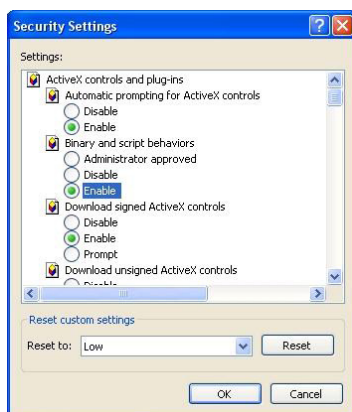 Security Settings
Settings:
ActiveX controls and plug-ins
Automatic prompting for ActiveX controls
Disable
Enable
Binary and script behaviors
Administrator approved
Disable
Enable
Download signed ActiveX controls
Disable
Enable
Prompt
Download unsigned ActiveX controls
Disable
Reset custom settings
Reset to: Low Reset
OK Cancel